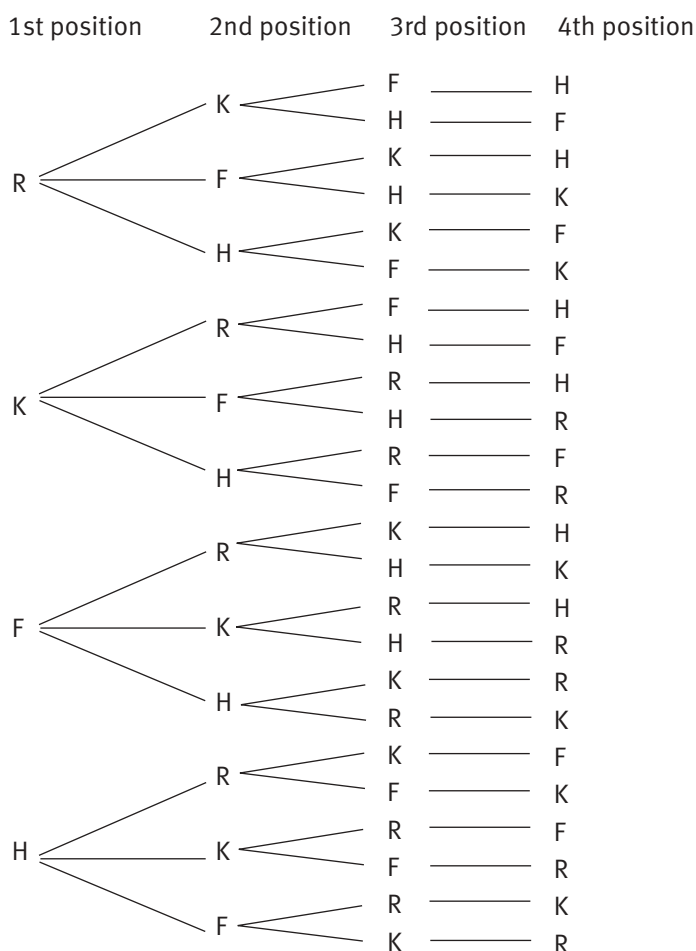 1st position 2nd position 3rd position 4th position
F H
K
H F
K H
R F
H K
K F
H
F K
F H
R
H F
R H
K F
H R
R F
H
F R
K H
R
H K
R H
F K
H R
K R
H
R K
K F
R
F K
R F
H K
F R
R K
F
K R